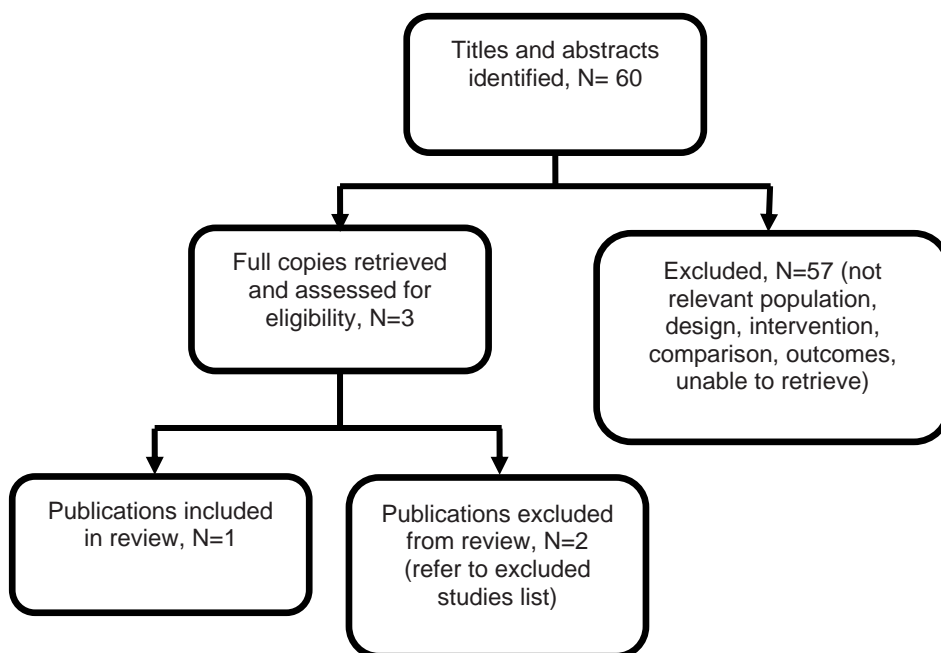 Titles and abstracts
identified, N= 60
Full copies retrieved
and assessed for
eligibility, N=3
Excluded, N=57 (not
relevant population,
design, intervention,
comparison, outcomes,
unable to retrieve)
Publications included
in review, N=1
Publications excluded
from review, N=2
(refer to excluded
studies list)